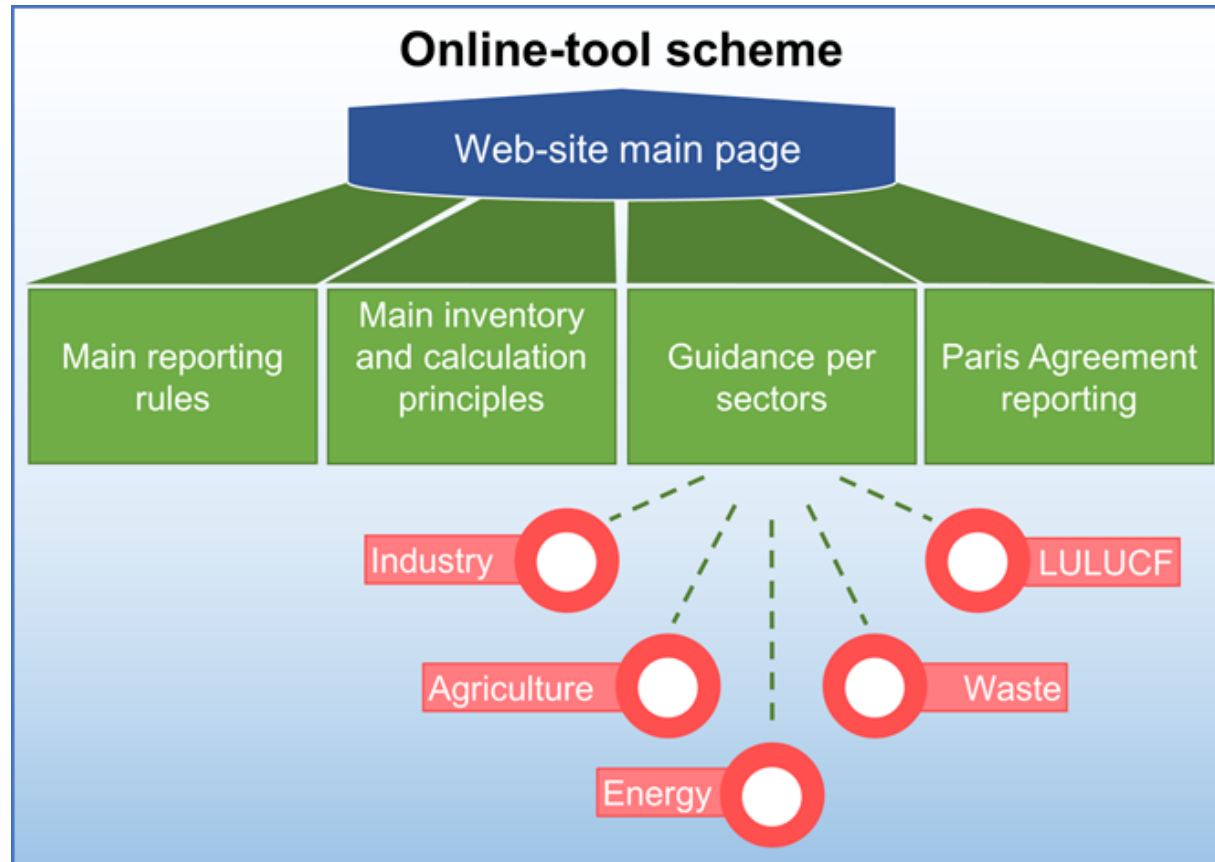 Online-tool scheme
Web-site main page
Main reporting
rules
Main inventory
and calculation
principles
Guidance per
sectors
Paris Agreement
reporting
Industry
LULUCF
Agriculture
Waste
Energy